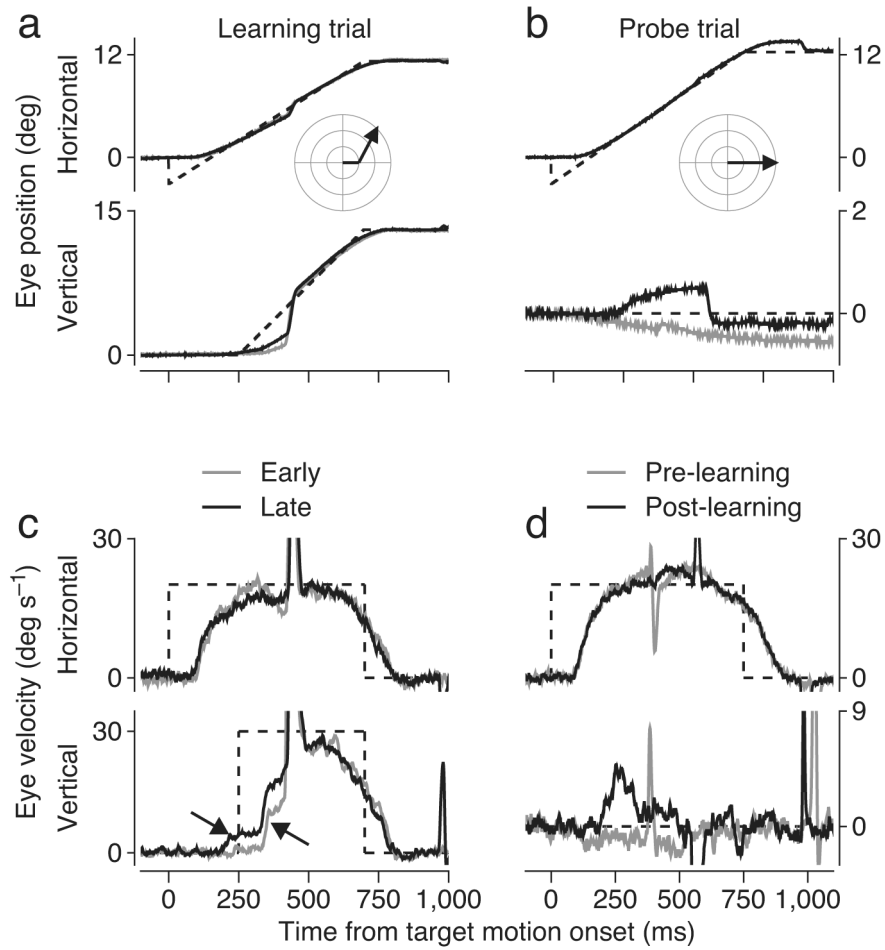 a Learning trial
b Probe trial
Eye position (deg)
Horizontal
12
0
12
0
Vertical
15
0
2
0
Early
Late
Pre-learning
Post-learning
c
d
Eye velocity (deg s⁻¹)
Horizontal
30
0
30
0
Vertical
30
0
9
0
0 250 500 750 1,000
0 250 500 750 1,000
Time from target motion onset (ms)